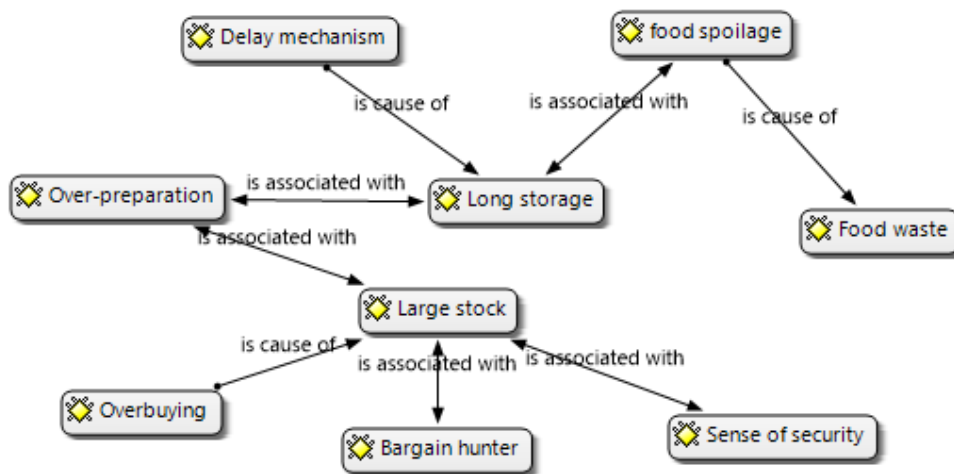 Delay mechanism
food spoilage
is cause of
is associated with
is cause of
Over-preparation
is associated with
Long storage
Food waste
is associated with
Large stock
is cause of
is associated with
is associated with
Overbuying
Bargain hunter
Sense of security